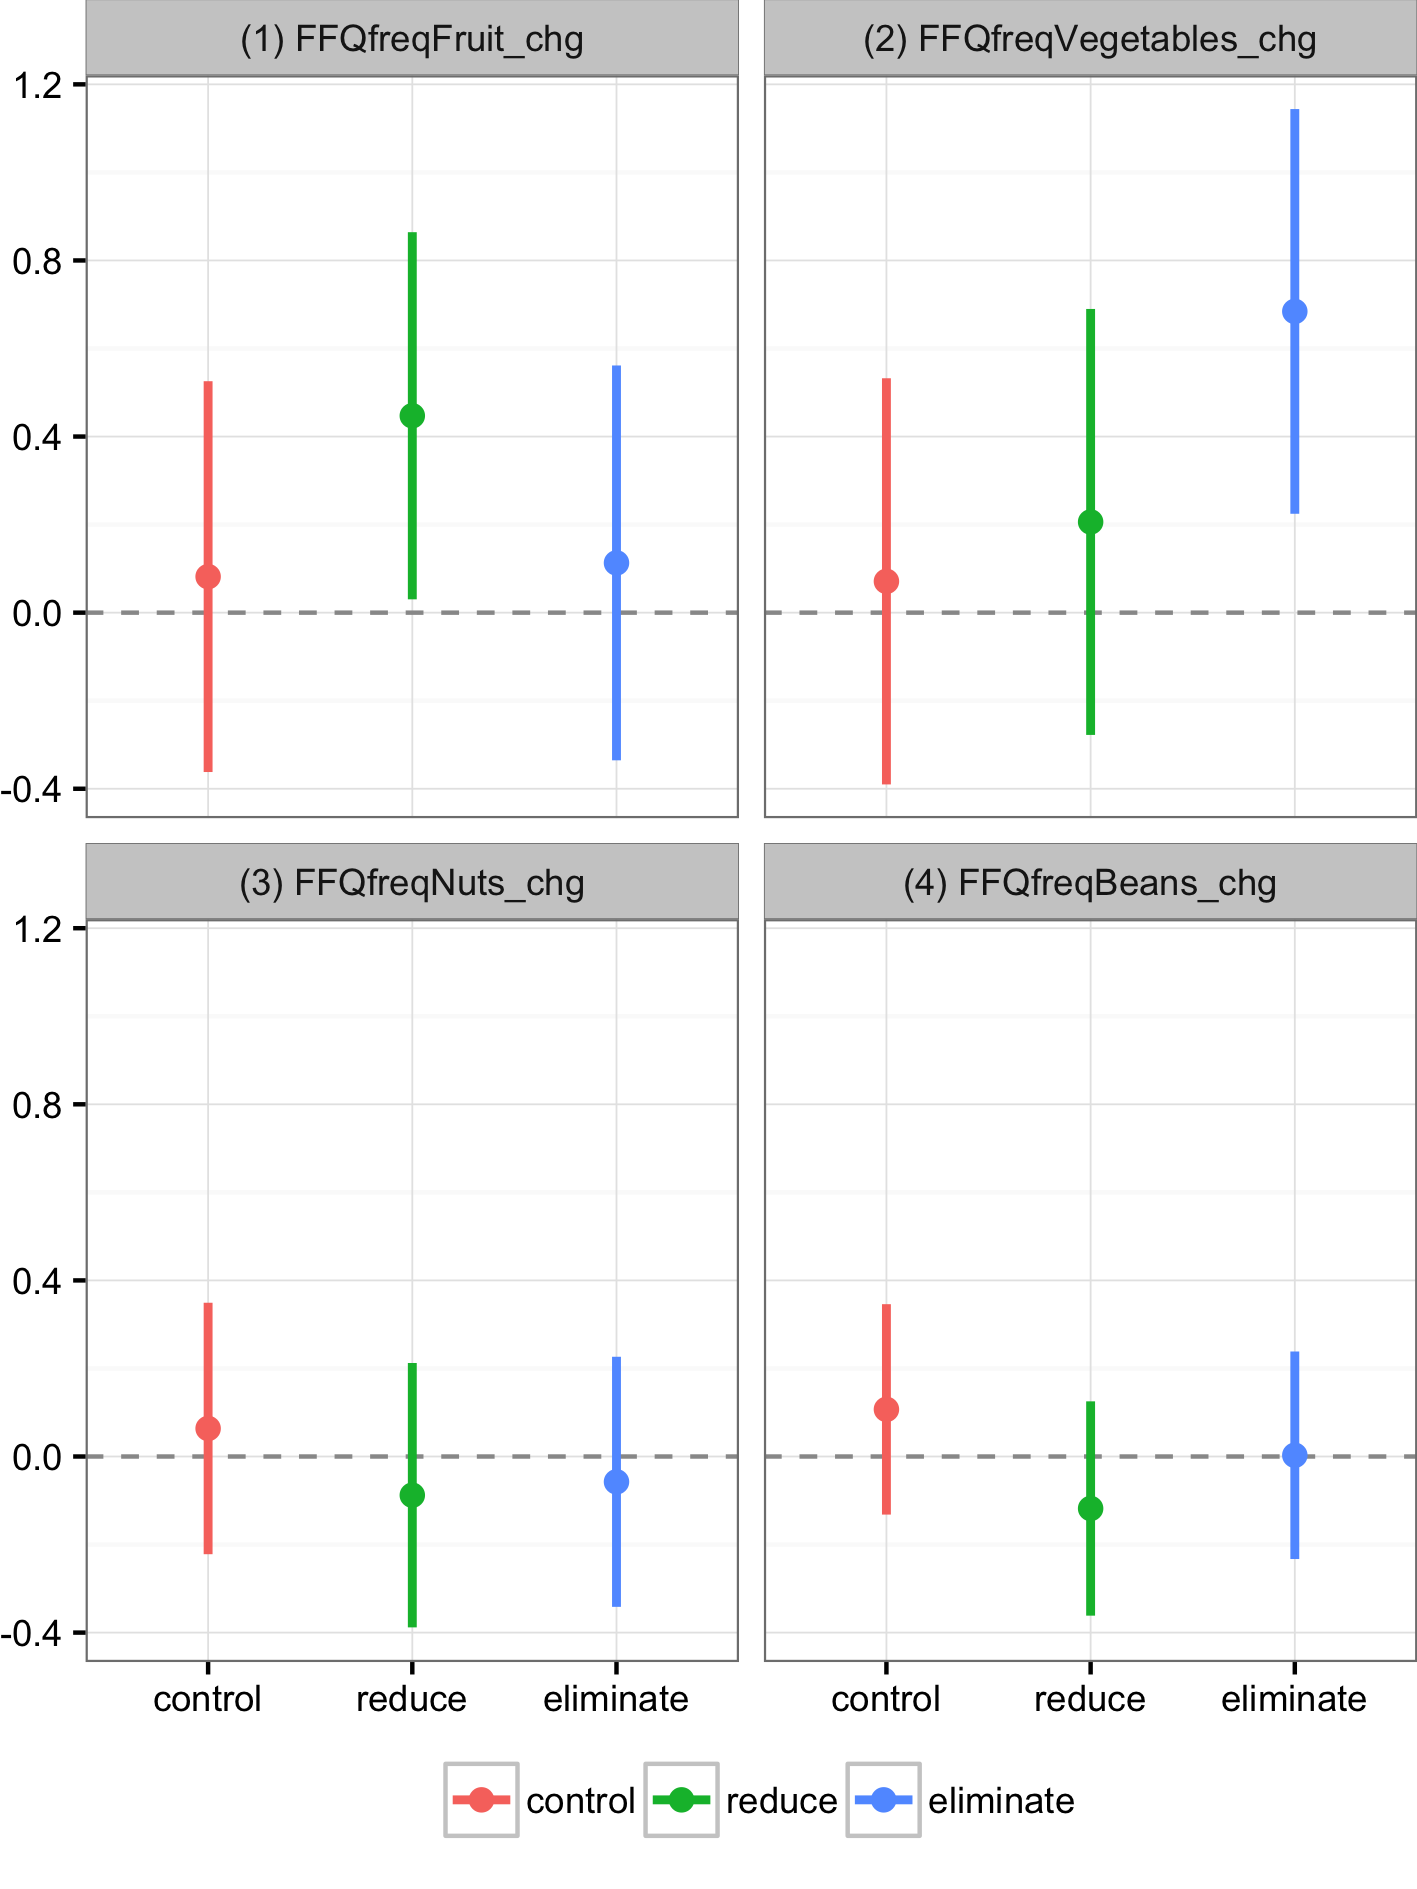 (1) FFQfreqFruit_chg
(2) FFQfreqVegetables_chg
1.2
0.8
0.4
0.0
-0.4
(3) FFQfreqNuts_chg
(4) FFQfreqBeans_chg
1.2
0.8
0.4
0.0
-0.4
control reduce eliminate
control reduce eliminate
control reduce eliminate